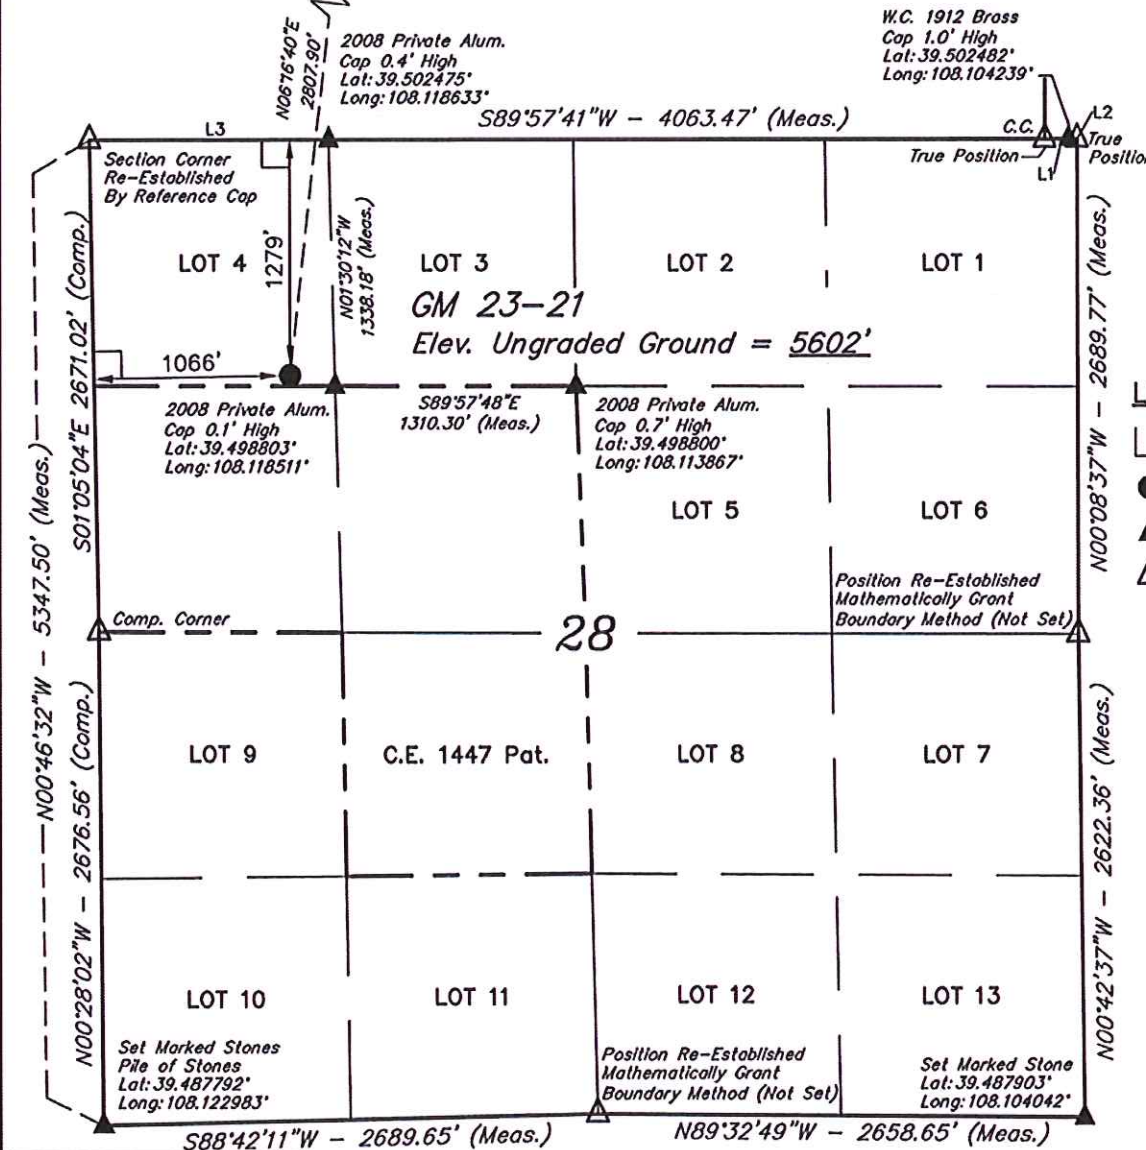 W.C. 1912 Brass
Cap 1.0' High
Lat: 39.502482°
Long: 108.104239°
N06°16'40"E
2807.90'
2008 Private Alum.
Cap 0.4' High
Lat: 39.502475°
Long: 108.118633°
S89°57'41"W - 4063.47' (Meas.)
L3
C.C.
L2
True
Position
True Position
L1
Section Corner
Re-Established
By Reference Cap
LOT 4
LOT 3
LOT 2
LOT 1
1279'
N01°30'12"W
1338.18' (Meas.)
GM 23-21
Elev. Ungraded Ground = 5602'
1066'
S89°57'48"E
1310.30' (Meas.)
2008 Private Alum.
Cap 0.1' High
Lat: 39.498803°
Long: 108.118511°
2008 Private Alum.
Cap 0.7' High
Lat: 39.498800°
Long: 108.113867°
S01°05'04"E 2671.02' (Comp.)
N00°46'32"W - 5347.50' (Meas.)
N00°08'37"W - 2689.77' (Meas.)
LOT 5
LOT 6
Position Re-Established
Mathematically Grant
Boundary Method (Not Set)
Comp. Corner
28
LOT 9
C.E. 1447 Pat.
LOT 8
LOT 7
N00°28'02"W - 2676.56' (Comp.)
N00°42'37"W - 2622.36' (Meas.)
LOT 10
LOT 11
LOT 12
LOT 13
Set Marked Stones
Pile of Stones
Lat: 39.487792°
Long: 108.122983°
Position Re-Established
Mathematically Grant
Boundary Method (Not Set)
Set Marked Stone
Lat: 39.487903°
Long: 108.104042°
S88°42'11"W - 2689.65' (Meas.)
N89°32'49"W - 2658.65' (Meas.)